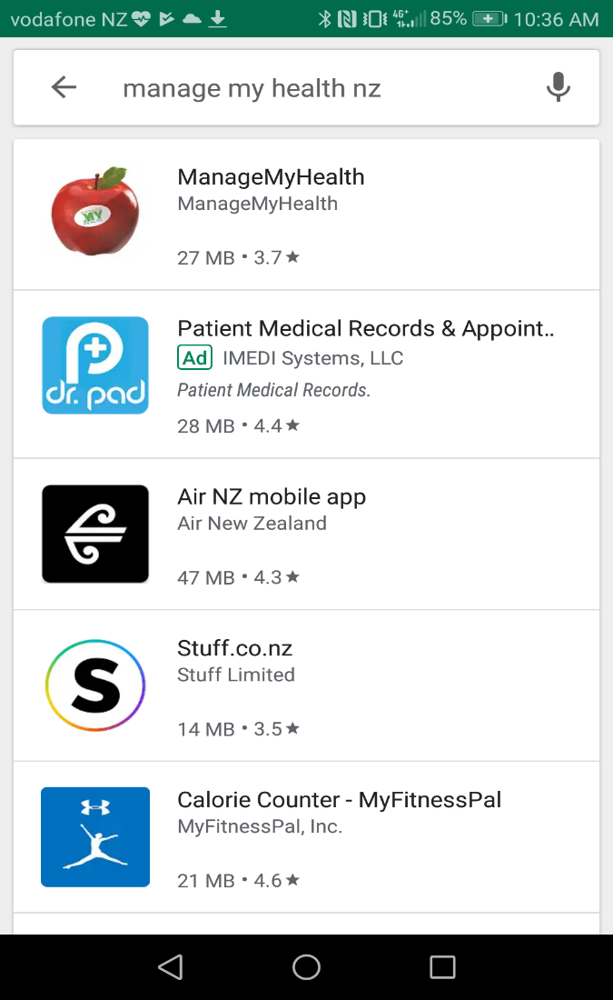 vodafone NZ 4G+ 85% 10:36 AM
manage my health nz
ManageMyHealth
ManageMyHealth
27 MB • 3.7★
MY
Patient Medical Records & Appoint..
Ad IMEDI Systems, LLC
Patient Medical Records.
28 MB • 4.4★
dr. pad
Air NZ mobile app
Air New Zealand
47 MB • 4.3★
Stuff.co.nz
Stuff Limited
14 MB • 3.5★
S
Calorie Counter - MyFitnessPal
MyFitnessPal, Inc.
21 MB • 4.6★